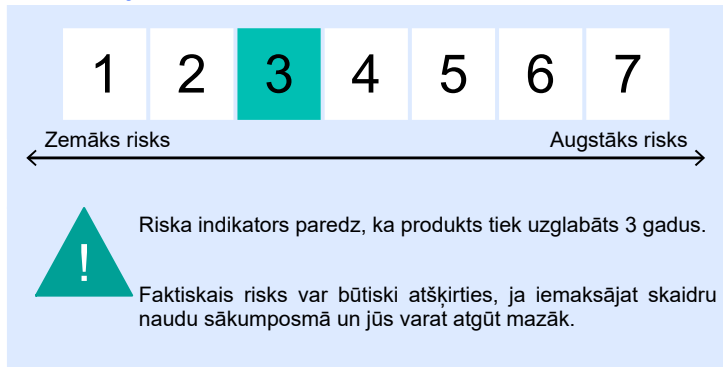 1 2 3 4 5 6 7
Zemāks risks Augstāks risks
Riska indikators paredz, ka produkts tiek uzglabāts 3 gadus.
!
Faktiskais risks var būtiski atšķirties, ja iemaksājat skaidru
naudu sākumposmā un jūs varat atgūt mazāk.